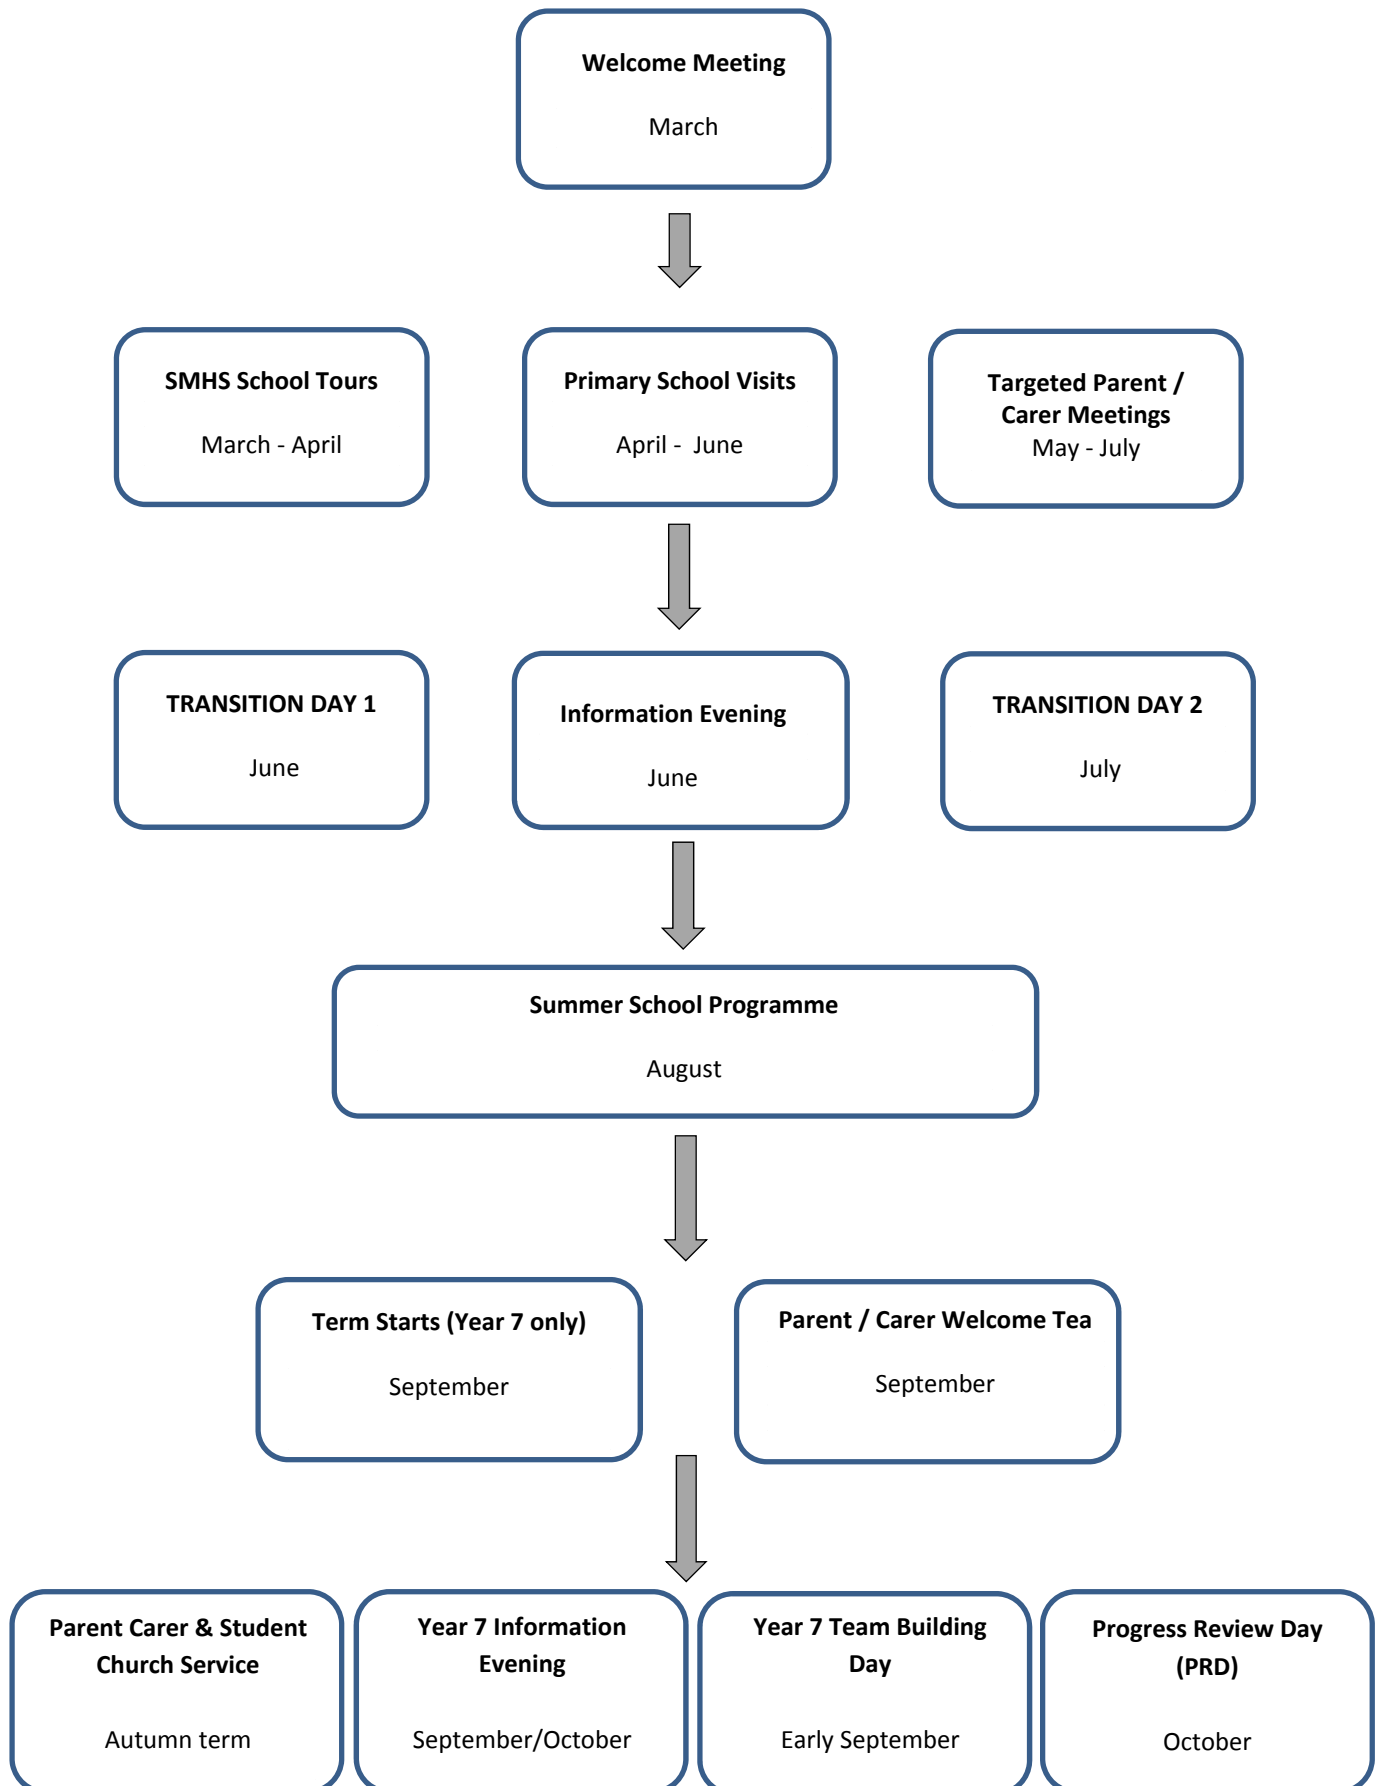 Welcome Meeting
March
SMHS School Tours
March - April
Primary School Visits
April -  June
Targeted Parent /
Carer Meetings
May - July
TRANSITION DAY 1
June
Information Evening
June
TRANSITION DAY 2
July
Summer School Programme
August
Term Starts (Year 7 only)
September
Parent / Carer Welcome Tea
September
Parent Carer & Student
Church Service
Autumn term
Year 7 Information
Evening
September/October
Year 7 Team Building
Day
Early September
Progress Review Day
(PRD)
October